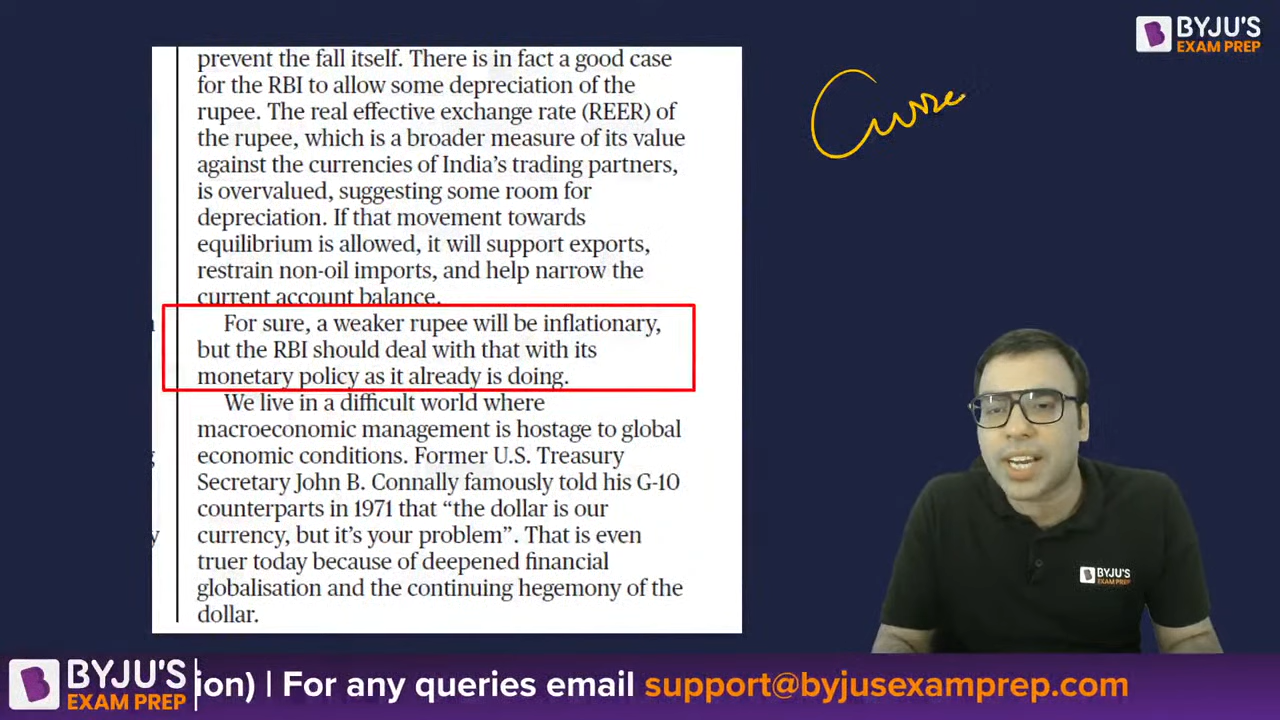 prevent the fall itself. There is in fact a good case
for the RBI to allow some depreciation of the
rupee. The real effective exchange rate (REER) of
the rupee, which is a broader measure of its value
against the currencies of India's trading partners,
is overvalued, suggesting some room for
depreciation. If that movement towards
equilibrium is allowed, it will support exports,
restrain non-oil imports, and help narrow the
current account balance.
For sure, a weaker rupee will be inflationary,
but the RBI should deal with that with its
monetary policy as it already is doing.
We live in a difficult world where
macroeconomic management is hostage to global
economic conditions. Former U.S. Treasury
Secretary John B. Connally famously told his G-10
counterparts in 1971 that “the dollar is our
currency, but it's your problem”. That is even
truer today because of deepened financial
globalisation and the continuing hegemony of the
dollar.
BYJU'S
EXAM PREP
BYJU'S
EXAM PREP
BYJU'S
EXAM PREP
ion) | For any queries email support@byjusexamprep.com